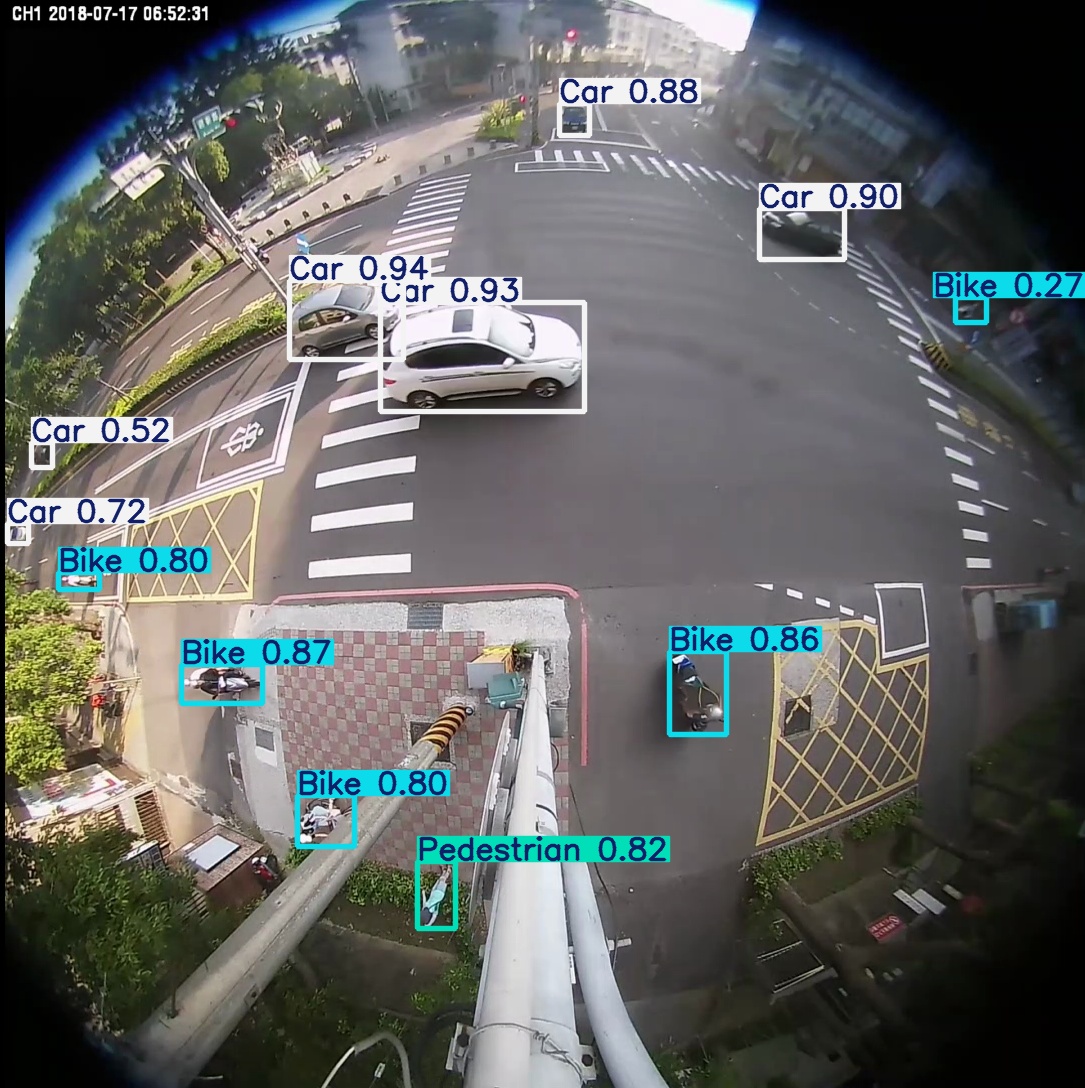 CH1 2018-07-17 06:52:31
Car 0.88
Car 0.90
Car 0.94
Car 0.93
Bike 0.27
Car 0.52
Car 0.72
Bike 0.80
Bike 0.87
Bike 0.86
Bike 0.80
Pedestrian 0.82